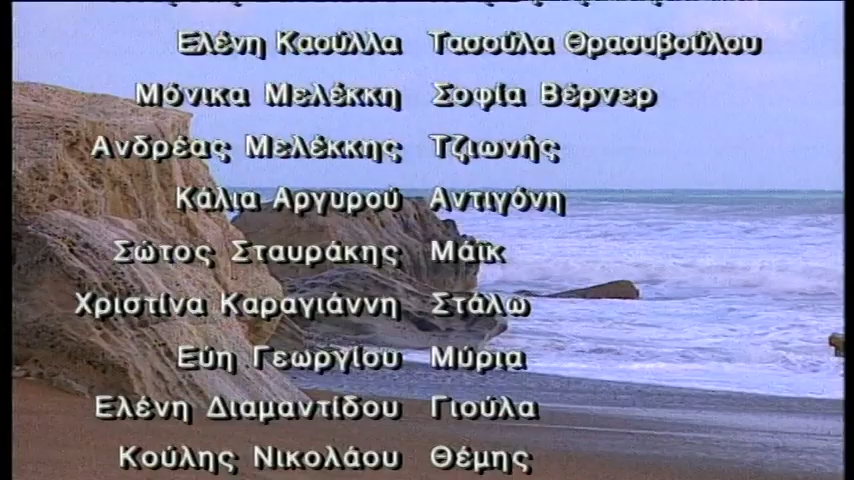 Ελένη Καούλλα Τασούλα Θρασυβούλου
Μόνικα Μελέκκη Σοφία Βέρνερ
Ανδρέας Μελέκκης Τζιωνής
Κάλια Αργυρού Αντιγόνη
Σώτος Σταυράκης Μάϊκ
Χριστίνα Καραγιάννη Στάλω
Εύη Γεωργίου Μύρια
Ελένη Διαμαντίδου Γιούλα
Κούλης Νικολάου Θέμης